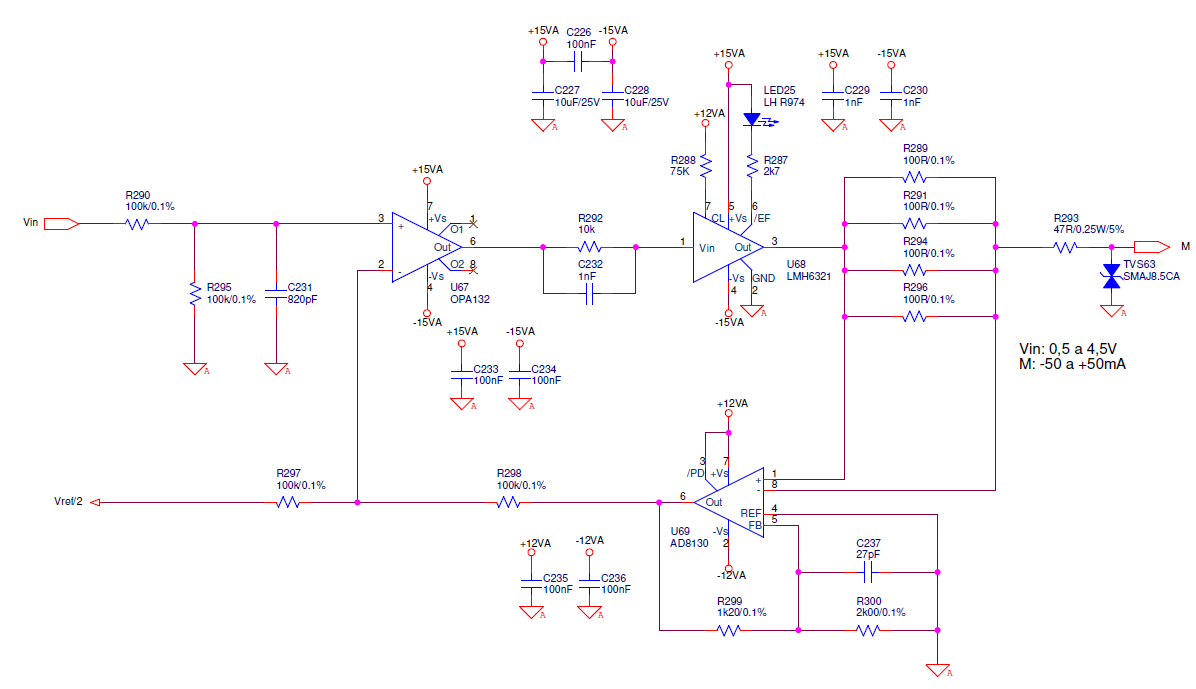 +15VA
C226
100nF
-15VA
C227
10uF/25V
C228
10uF/25V
A
A
+15VA
LED25
LH R974
+15VA
-15VA
C229
1nF
C230
1nF
A
A
+12VA
R288
75K
R287
2k7
R289
100R/0.1%
R291
100R/0.1%
R294
100R/0.1%
R296
100R/0.1%
Vin
R290
100k/0.1%
R295
100k/0.1%
C231
820pF
A
A
+15VA
7
+Vs
1
O1
3
+
Out
6
2
-
O2
8
-Vs
4
U67
OPA132
-15VA
R292
10k
C232
1nF
7
5
6
CL
+Vs
/EF
1
Vin
Out
3
-Vs
GND
4
2
U68
LMH6321
-15VA
A
R293
47R/0.25W/5%
M
TVS63
SMAJ8.5CA
A
+15VA
-15VA
C233
100nF
C234
100nF
A
A
Vin: 0,5 a 4,5V
M: -50 a +50mA
+12VA
3
7
/PD
+Vs
+
1
-
8
6
Out
REF
4
FB
5
-Vs
2
U69
AD8130
-12VA
Vref/2
R297
100k/0.1%
R298
100k/0.1%
+12VA
-12VA
C235
100nF
C236
100nF
A
A
C237
27pF
R299
1k20/0.1%
R300
2k00/0.1%
A